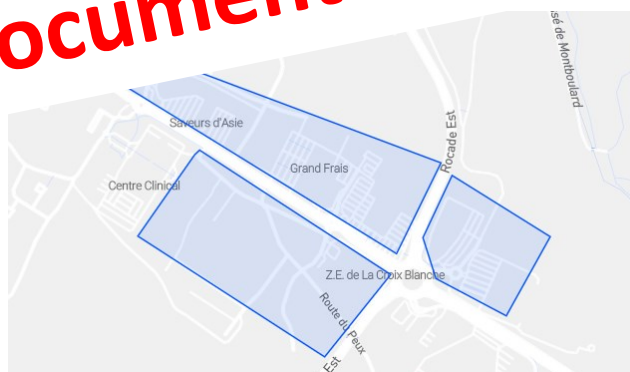 ocument
sé de Montboulard
Saveurs d'Asie
Rocade Est
Grand Frais
Centre Clinical
Z.E. de La Croix Blanche
Route du Peux
Est